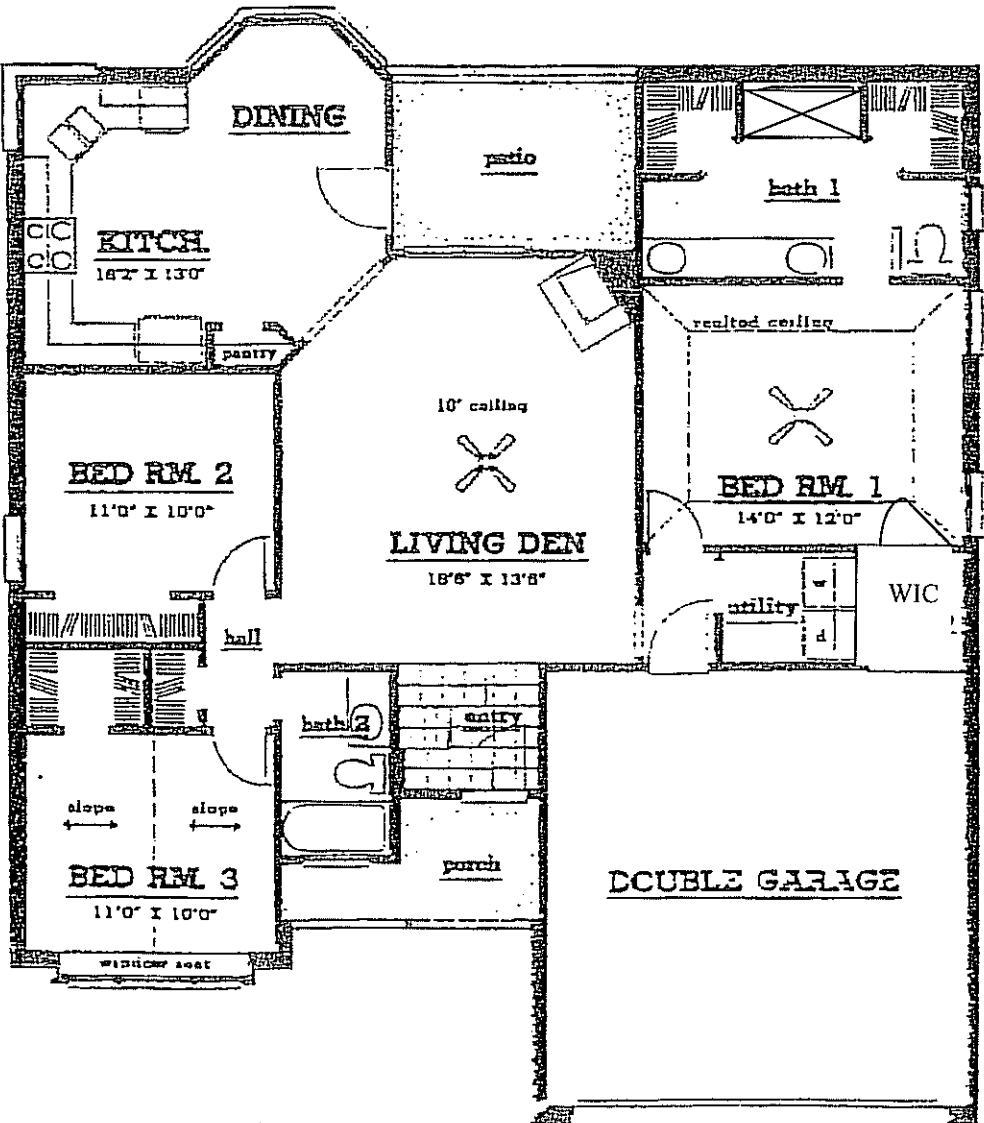 DINING
patio
bath 1
KITCH.
16'2" X 13'0"
pantry
vaulted ceiling
10' ceiling
BED RM. 2
11'0" X 10'0"
LIVING DEN
18'6" X 13'6"
BED RM. 1
14'0" X 12'0"
utility
w
d
WIC
hall
bath 2
entry
slope
slope
BED RM. 3
11'0" X 10'0"
porch
DOUBLE GARAGE
window seat